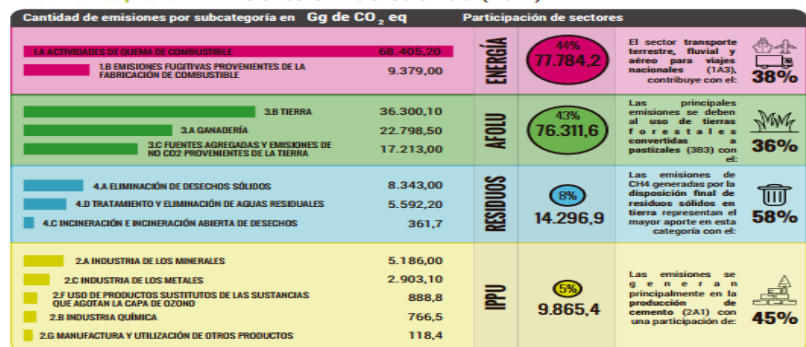 Cantidad de emisiones por subcategoría en Gg de CO2 eq
Participación de sectores
1.A ACTIVIDADES DE QUEMA DE COMBUSTIBLE 68.405,20
1.B EMISIONES FUGITIVAS PROVENIENTES DE LA
FABRICACIÓN DE COMBUSTIBLE 9.379,00
ENERGÍA
44%
77.784,2
El sector transporte
terrestre, fluvial y
aéreo para viajes
nacionales (1A3),
contribuye con el:
38%
3.B TIERRA 36.300,10
3.A GANADERÍA 22.798,50
3.C FUENTES AGREGADAS Y EMISIONES DE
NO CO2 PROVENIENTES DE LA TIERRA 17.213,00
AFOLU
43%
76.311,6
Las principales
emisiones se deben
al uso de tierras
forestales
convertidas a
pastizales (3B3) con
el:
36%
4.A ELIMINACIÓN DE DESECHOS SÓLIDOS 8.343,00
4.D TRATAMIENTO Y ELIMINACIÓN DE AGUAS RESIDUALES 5.592,20
4.C INCINERACIÓN E INCINERACIÓN ABIERTA DE DESECHOS 361,7
RESIDUOS
8%
14.296,9
Las emisiones de
CH4 generadas por la
disposición final de
residuos sólidos en
tierra representan el
mayor aporte en esta
categoría con el:
58%
2.A INDUSTRIA DE LOS MINERALES 5.186,00
2.C INDUSTRIA DE LOS METALES 2.903,10
2.F USO DE PRODUCTOS SUSTITUTOS DE LAS SUSTANCIAS
QUE AGOTAN LA CAPA DE OZONO 888,8
2.B INDUSTRIA QUÍMICA 766,5
2.G MANUFACTURA Y UTILIZACIÓN DE OTROS PRODUCTOS 118,4
IPPU
5%
9.865,4
Las emisiones se
generan
principalmente en la
producción de
cemento (2A1) con
una participación de:
45%